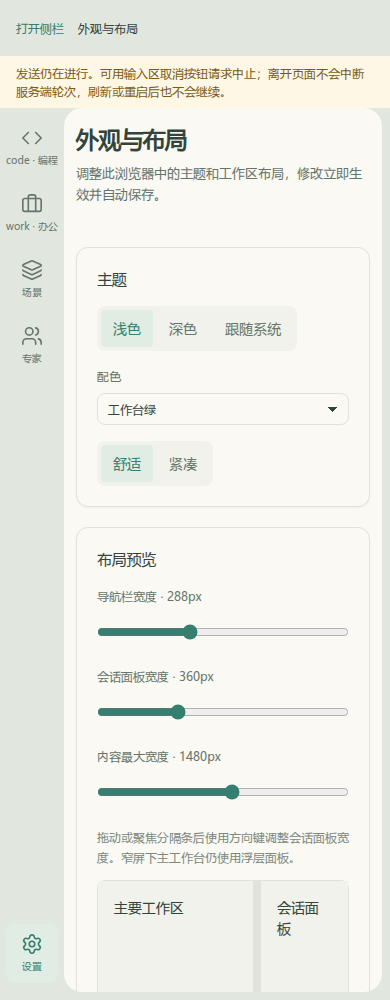 打开侧栏 外观与布局
发送仍在进行。可用输入区取消按钮请求中止；离开页面不会中断
服务端轮次，刷新或重启后也不会继续。
code · 编程
work · 办公
场景
专家
设置
外观与布局
调整此浏览器中的主题和工作区布局，修改立即生
效并自动保存。
主题
浅色 深色 跟随系统
配色
工作台绿
舒适 紧凑
布局预览
导航栏宽度 · 288px
会话面板宽度 · 360px
内容最大宽度 · 1480px
拖动或聚焦分隔条后使用方向键调整会话面板宽
度。窄屏下主工作台仍使用浮层面板。
主要工作区
会话面
板